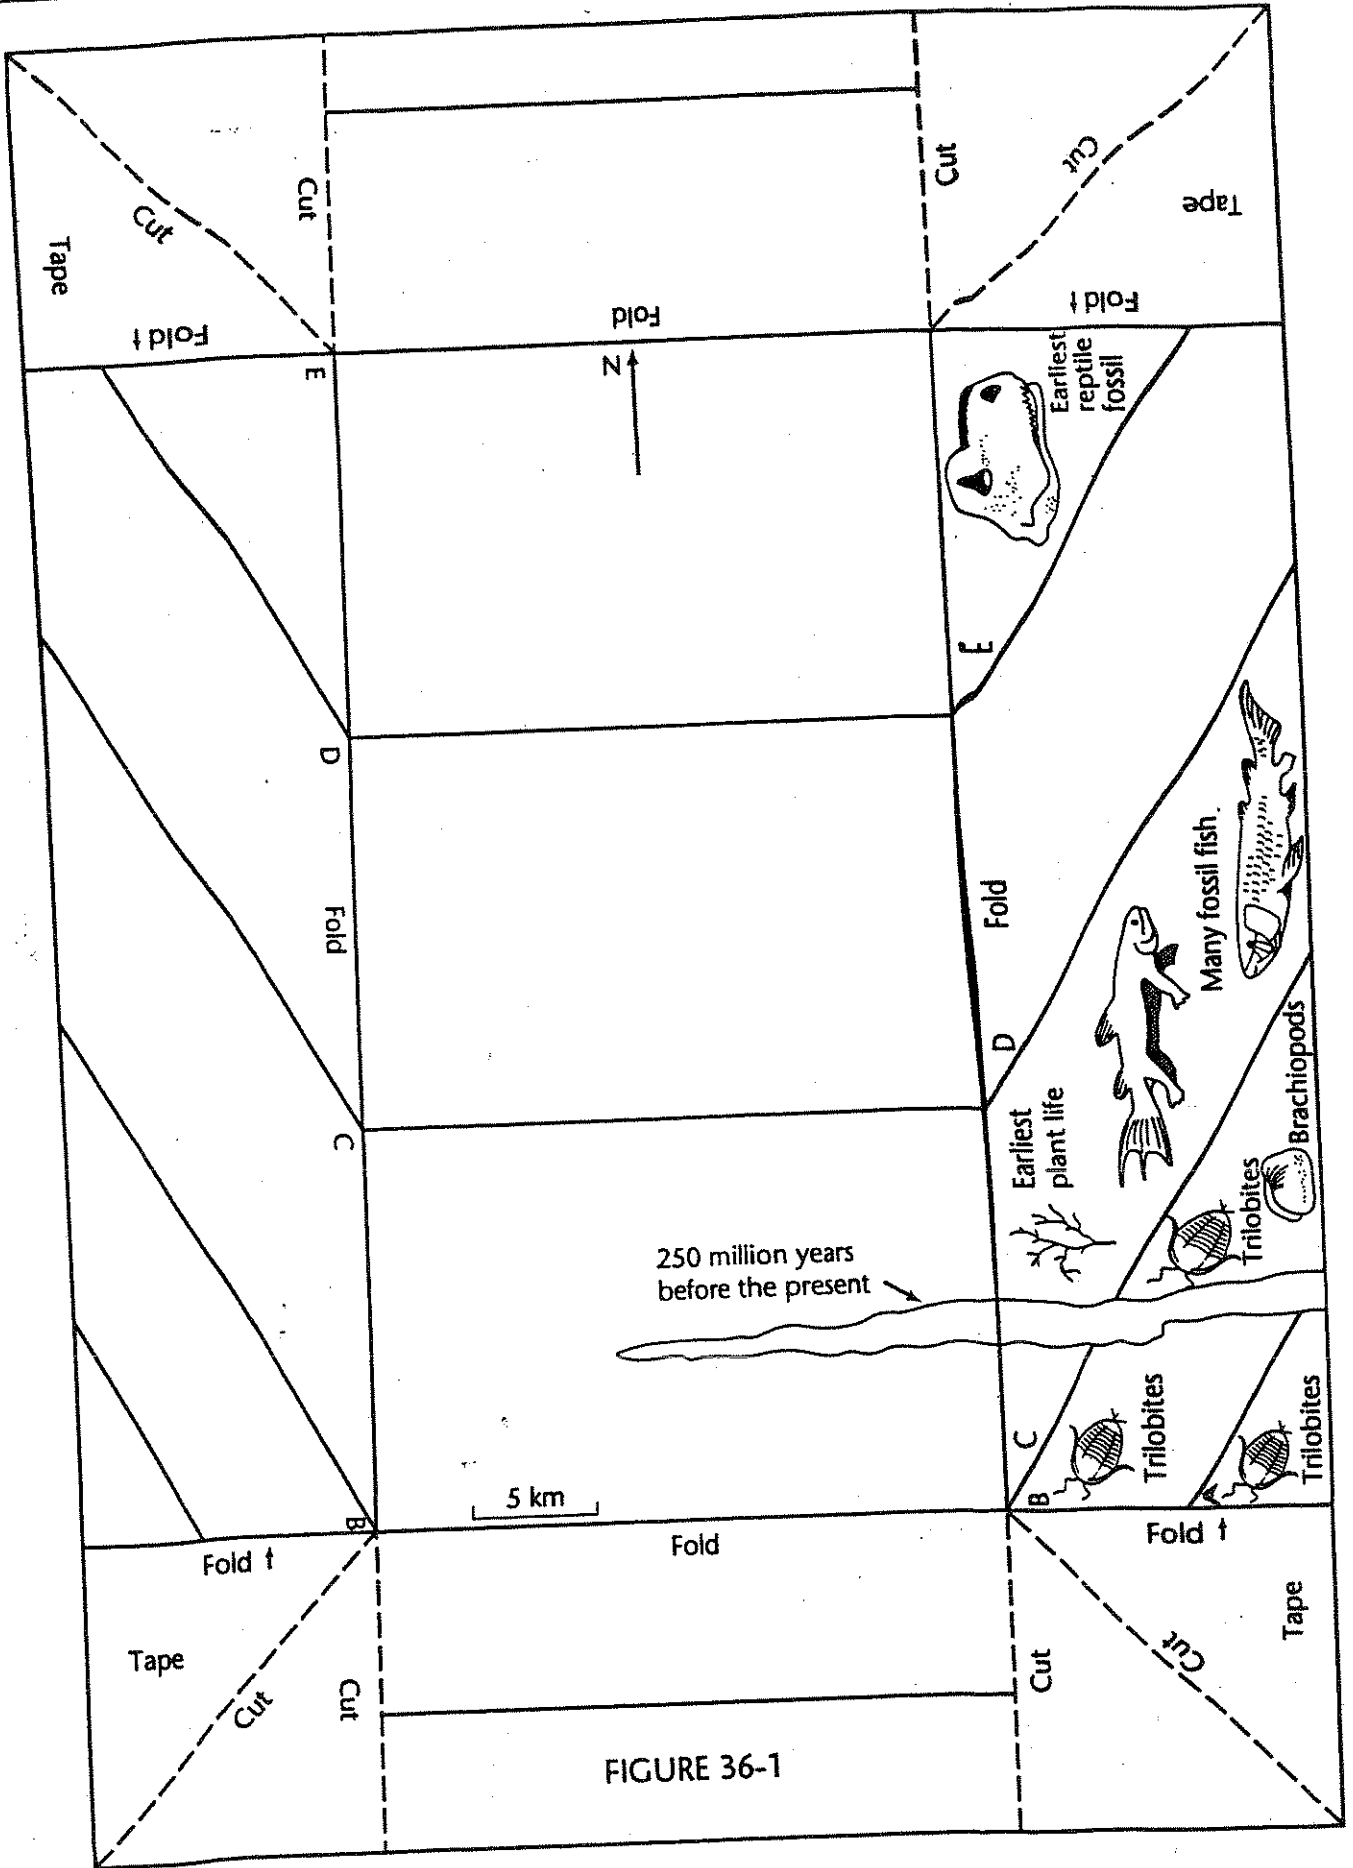 Cut
Cut
Cut
Cut
Tape
Tape
Fold ↑
Fold
Fold ↑
N
E
Earliest
reptile
fossil
E
D
Fold
Fold
Many fossil fish.
D
C
Earliest
plant life
Brachiopods
Trilobites
250 million years
before the present
C
Trilobites
Trilobites
B
A
5 km
B
Fold ↑
Fold
Fold ↑
Tape
Tape
Cut
Cut
Cut
Cut
FIGURE 36-1